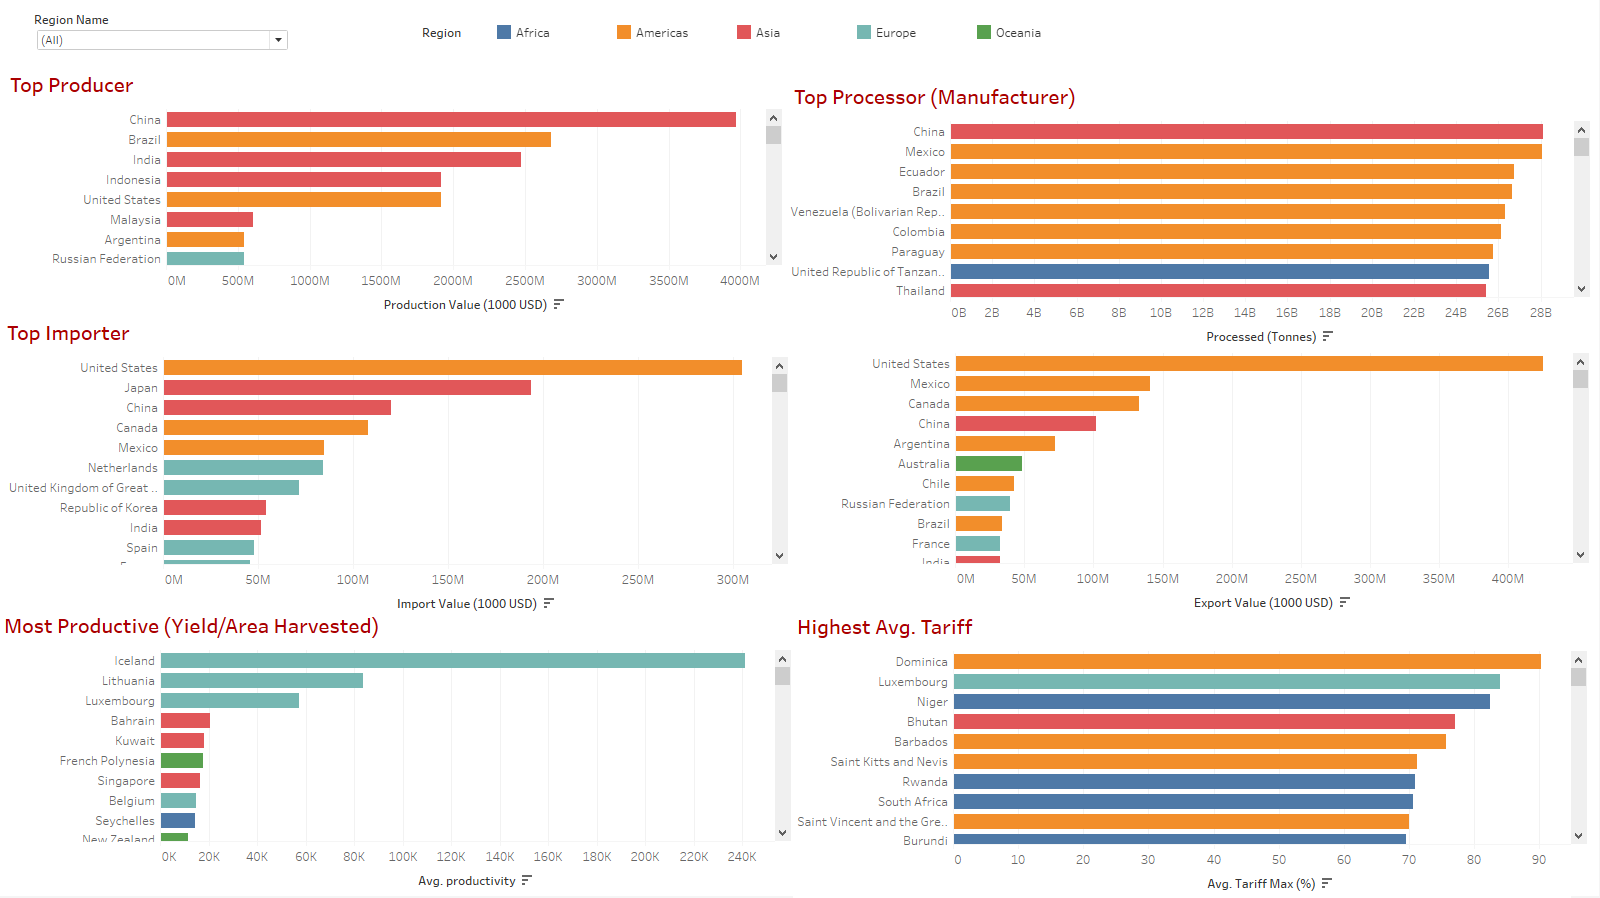 Region Name
(All)
Region
Africa
Americas
Asia
Europe
Oceania
Top Producer
China
Brazil
India
Indonesia
United States
Malaysia
Argentina
Russian Federation
0M 500M 1000M 1500M 2000M 2500M 3000M 3500M 4000M
Production Value (1000 USD)
Top Processor (Manufacturer)
China
Mexico
Ecuador
Brazil
Venezuela (Bolivarian Rep..
Colombia
Paraguay
United Republic of Tanzan..
Thailand
0B 2B 4B 6B 8B 10B 12B 14B 16B 18B 20B 22B 24B 26B 28B
Processed (Tonnes)
Top Importer
United States
Japan
China
Canada
Mexico
Netherlands
United Kingdom of Great ..
Republic of Korea
India
Spain
0M 50M 100M 150M 200M 250M 300M
Import Value (1000 USD)
United States
Mexico
Canada
China
Argentina
Australia
Chile
Russian Federation
Brazil
France
India
0M 50M 100M 150M 200M 250M 300M 350M 400M
Export Value (1000 USD)
Most Productive (Yield/Area Harvested)
Iceland
Lithuania
Luxembourg
Bahrain
Kuwait
French Polynesia
Singapore
Belgium
Seychelles
New Zealand
0K 20K 40K 60K 80K 100K 120K 140K 160K 180K 200K 220K 240K
Avg. productivity
Highest Avg. Tariff
Dominica
Luxembourg
Niger
Bhutan
Barbados
Saint Kitts and Nevis
Rwanda
South Africa
Saint Vincent and the Gre..
Burundi
0 10 20 30 40 50 60 70 80 90
Avg. Tariff Max (%)